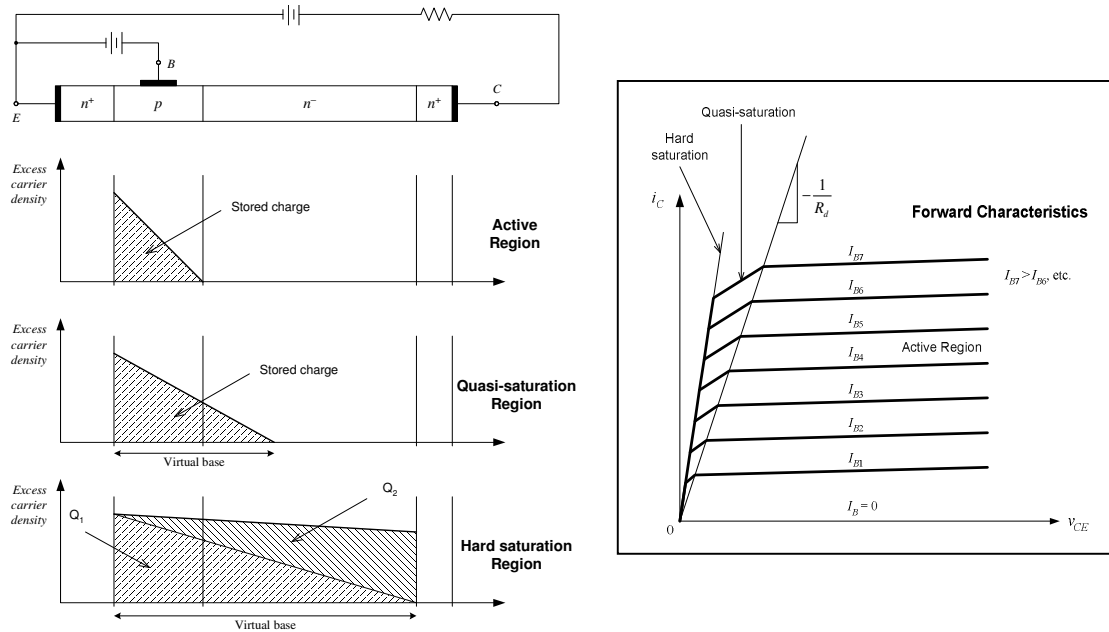 B
E
n+
p
n−
n+
C
Excess
carrier
density
Stored charge
Active
Region
Excess
carrier
density
Stored charge
Quasi-saturation
Region
Virtual base
Excess
carrier
density
Q1
Q2
Hard saturation
Region
Virtual base
Quasi-saturation
Hard
saturation
iC
−1/Rd
Forward Characteristics
IB7
IB7 > IB6, etc.
IB6
IB5
Active Region
IB4
IB3
IB2
IB1
IB = 0
0
vCE